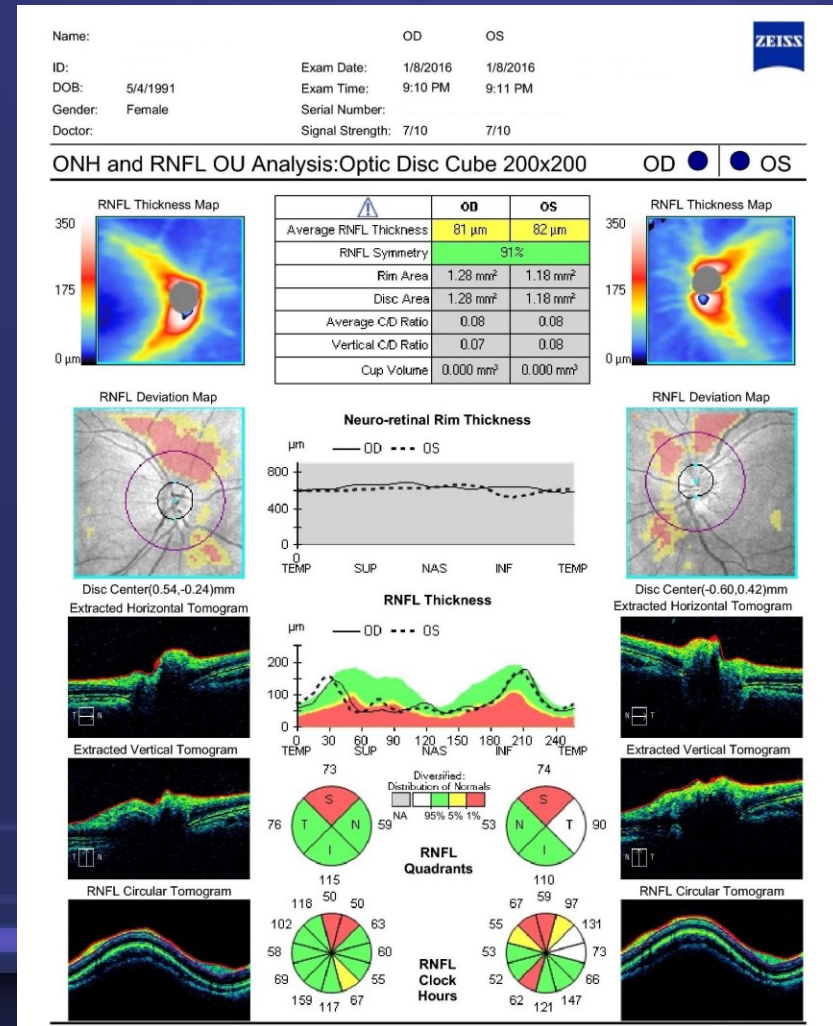 Name: OD OS
ZEISS
ID: Exam Date: 1/8/2016 1/8/2016
DOB: 5/4/1991 Exam Time: 9:10 PM 9:11 PM
Gender: Female Serial Number:
Doctor: Signal Strength: 7/10 7/10
ONH and RNFL OU Analysis:Optic Disc Cube 200x200 OD OS
RNFL Thickness Map
350
175
0 μm
OD OS
Average RNFL Thickness 81 μm 82 μm
RNFL Symmetry 91%
Rim Area 1.28 mm² 1.18 mm²
Disc Area 1.28 mm² 1.18 mm²
Average C/D Ratio 0.08 0.08
Vertical C/D Ratio 0.07 0.08
Cup Volume 0.000 mm³ 0.000 mm³
RNFL Thickness Map
350
175
0 μm
RNFL Deviation Map
Disc Center(0.54,-0.24)mm
Neuro-retinal Rim Thickness
μm OD OS
800
400
0
0
TEMP SUP NAS INF TEMP
RNFL Deviation Map
Disc Center(-0.60,0.42)mm
Extracted Horizontal Tomogram
T N
RNFL Thickness
μm OD OS
200
100
0
0 30 60 90 120 150 180 210 240
TEMP SUP NAS INF TEMP
Extracted Horizontal Tomogram
N T
Extracted Vertical Tomogram
T N
73
S
76 T N 59
I
115
Diversified:
Distribution of Normals
NA 95% 5% 1%
RNFL
Quadrants
74
S
53 N T 90
I
110
Extracted Vertical Tomogram
N T
RNFL Circular Tomogram
118 50 50
102 63
58 60
69 55
159 117 67
RNFL
Clock
Hours
67 59 97
55 131
53 73
52 66
62 121 147
RNFL Circular Tomogram